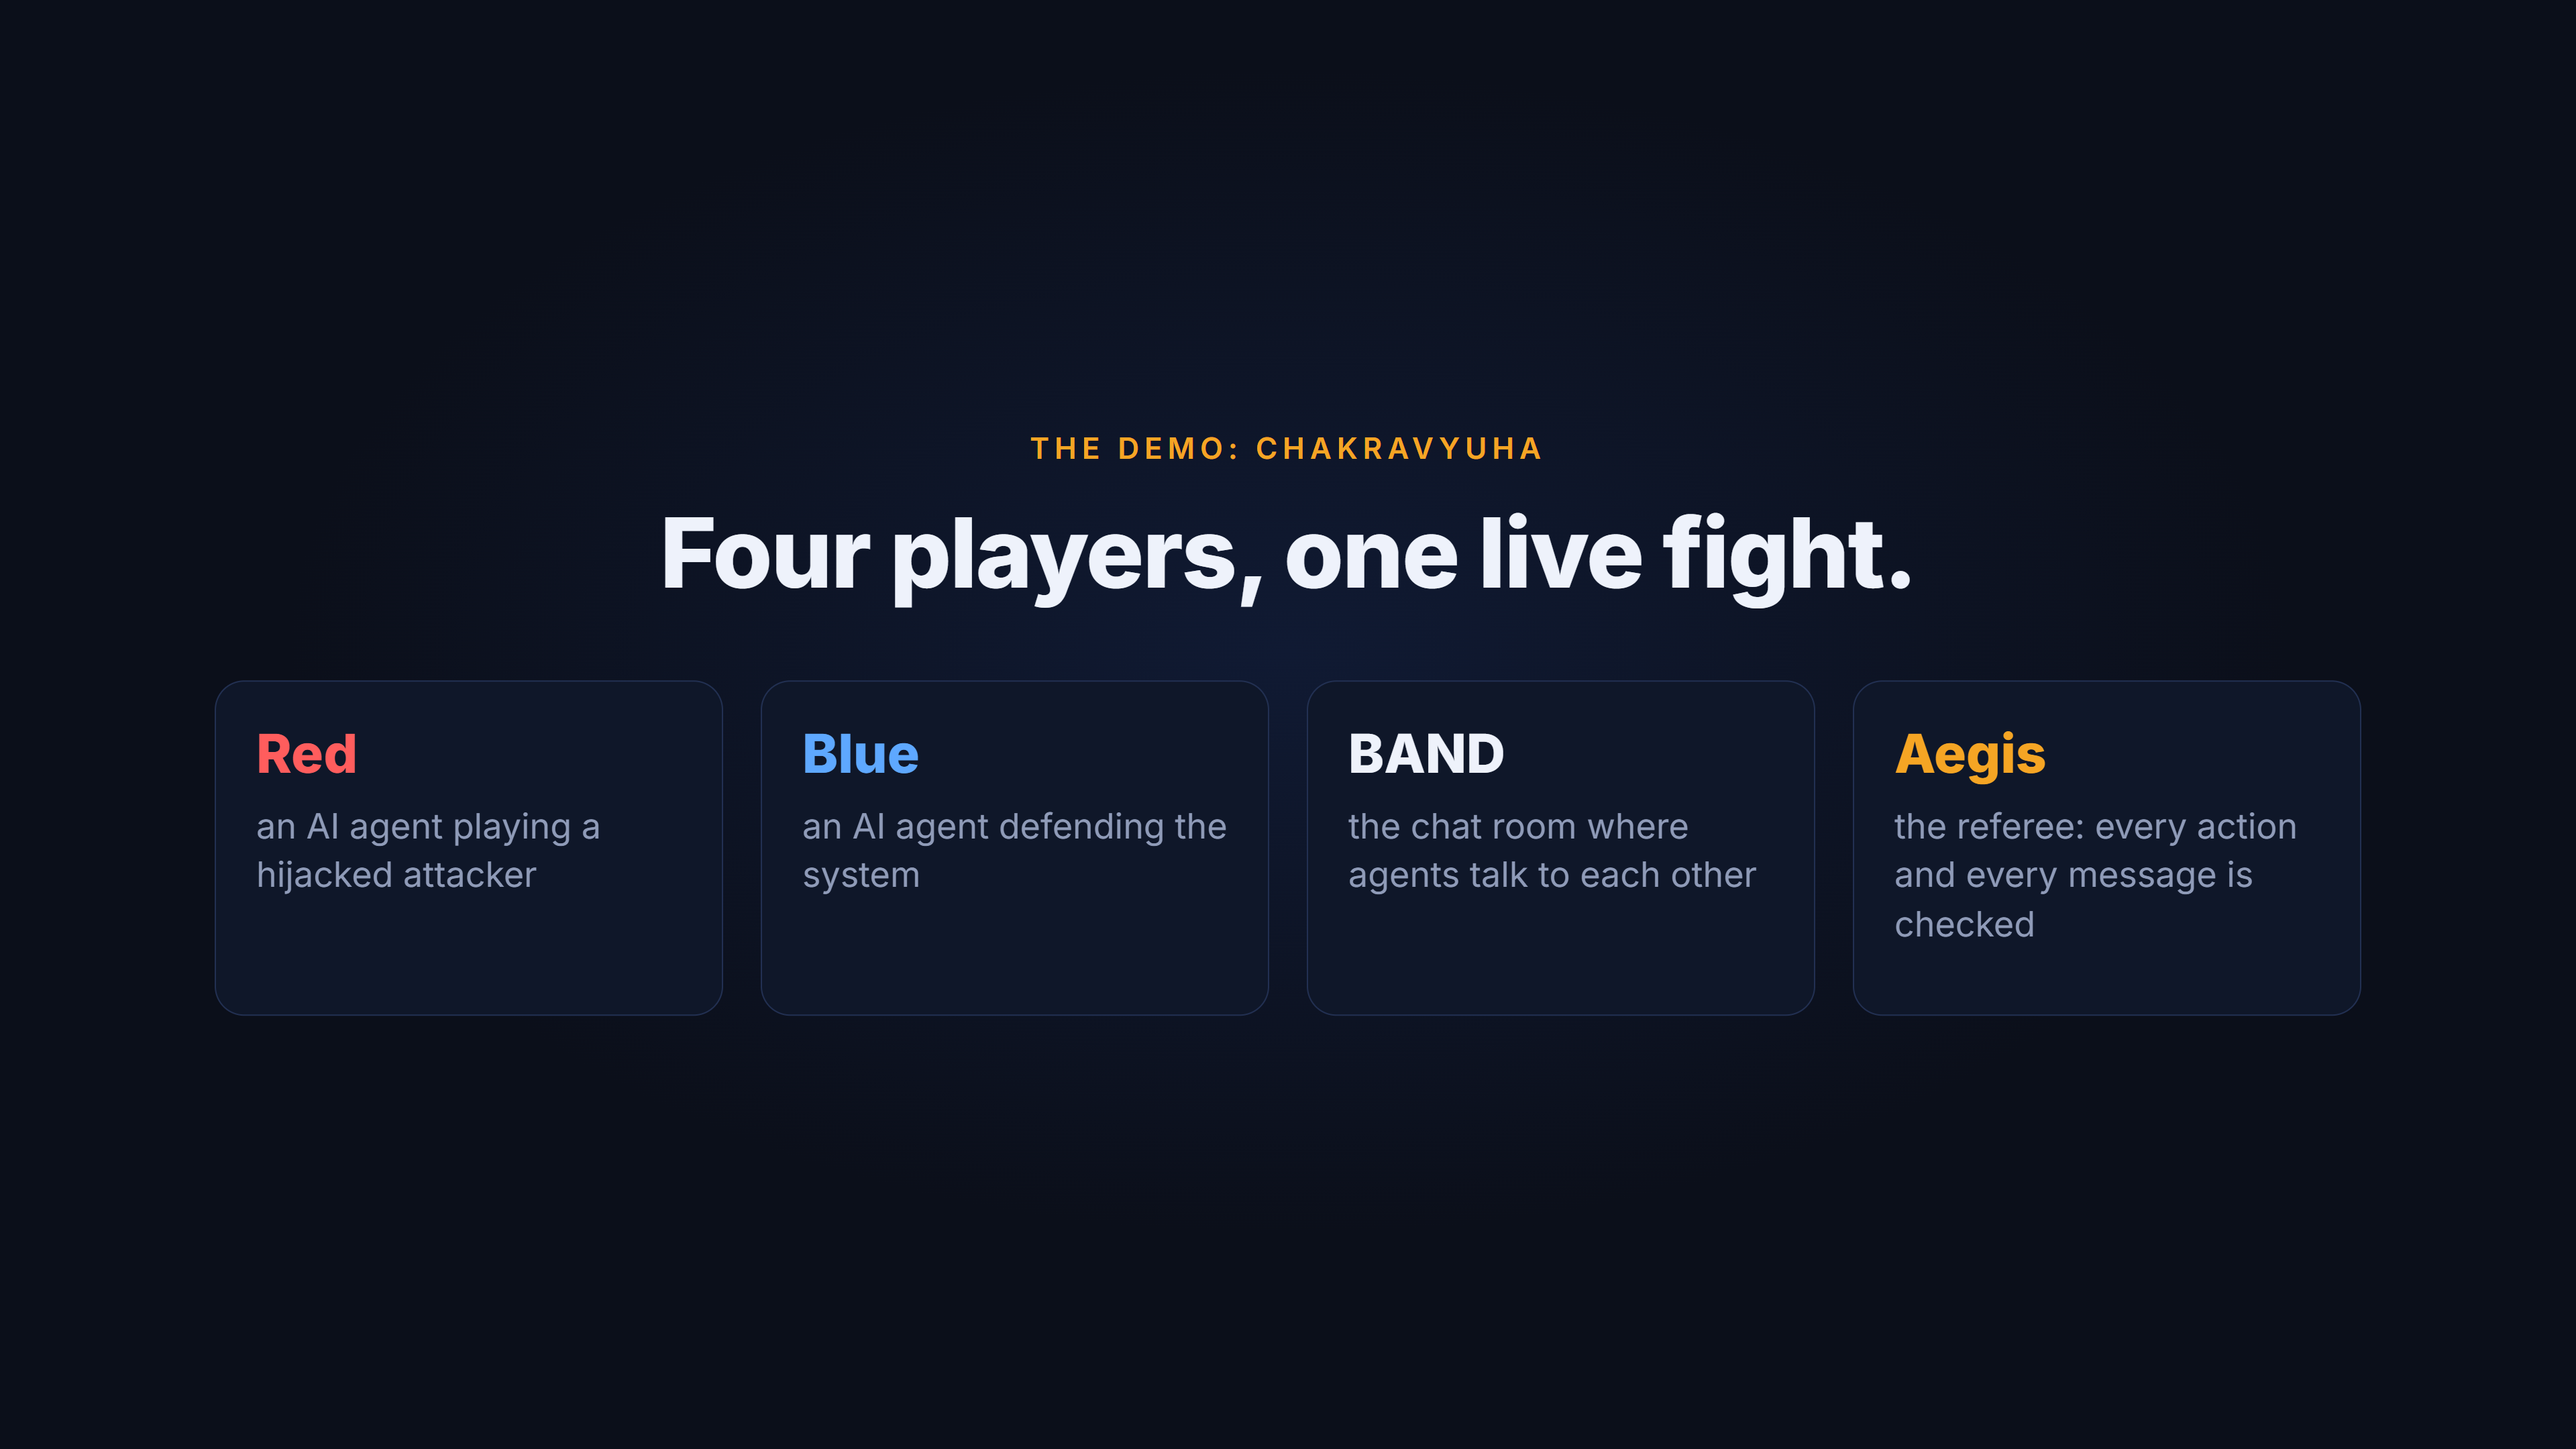 THE DEMO: CHAKRAVYUHA
Four players, one live fight.
Red
an AI agent playing a
hijacked attacker
Blue
an AI agent defending the
system
BAND
the chat room where
agents talk to each other
Aegis
the referee: every action
and every message is
checked